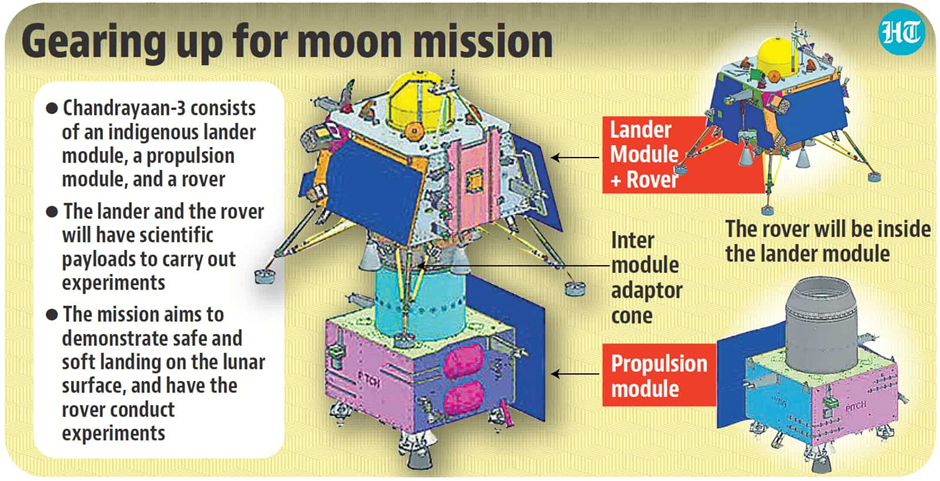 Gearing up for moon mission
HT
● Chandrayaan-3 consists
of an indigenous lander
module, a propulsion
module, and a rover
● The lander and the rover
will have scientific
payloads to carry out
experiments
● The mission aims to
demonstrate safe and
soft landing on the lunar
surface, and have the
rover conduct
experiments
Lander
Module
+ Rover
The rover will be inside
the lander module
Inter
module
adaptor
cone
Propulsion
module
PITCH
PITCH